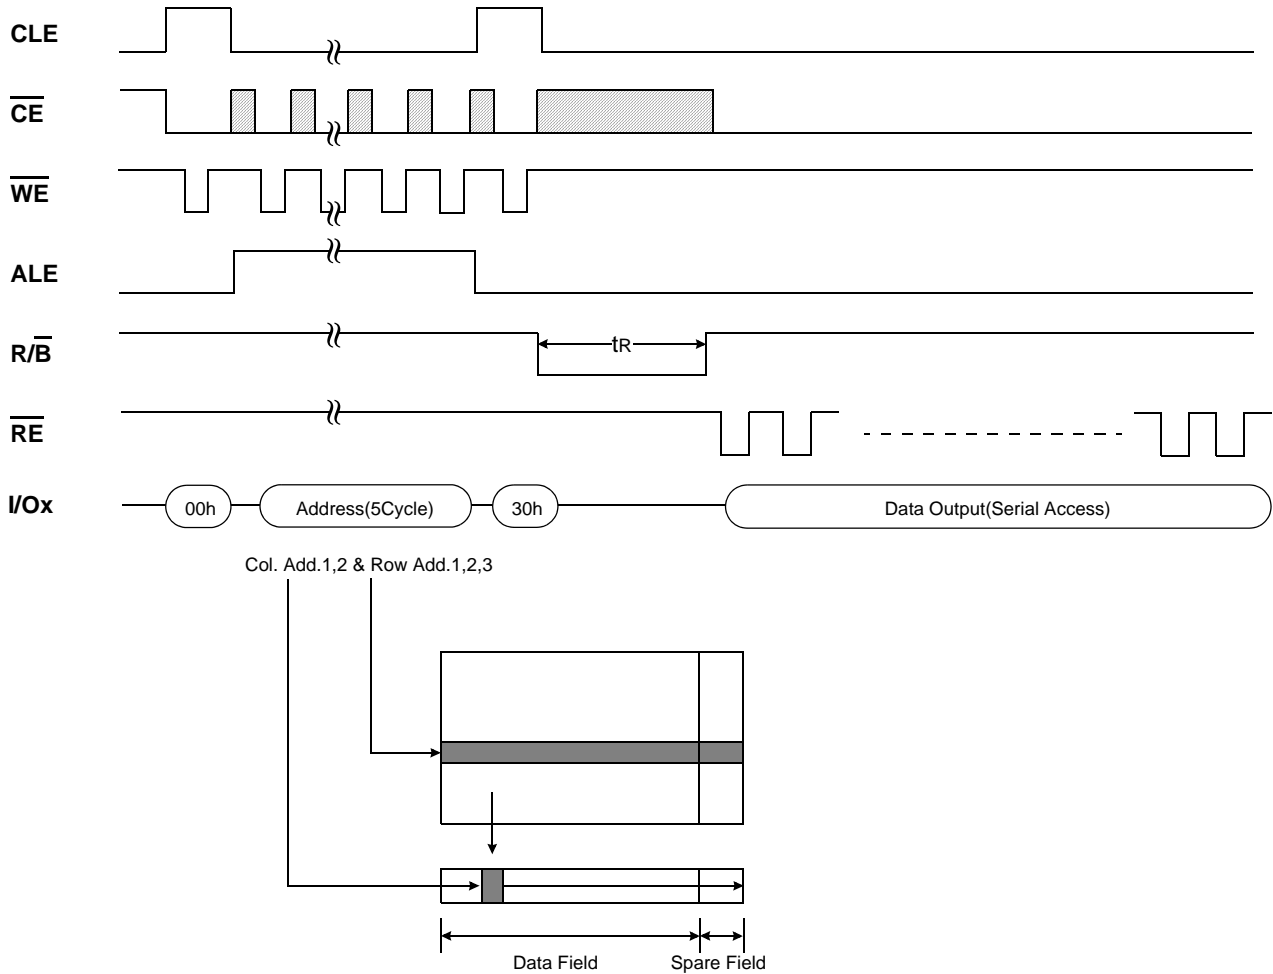 CLE
CE
WE
ALE
R/B
tR
RE
I/Ox
00h
Address(5Cycle)
30h
Data Output(Serial Access)
Col. Add.1,2 & Row Add.1,2,3
Data Field
Spare Field